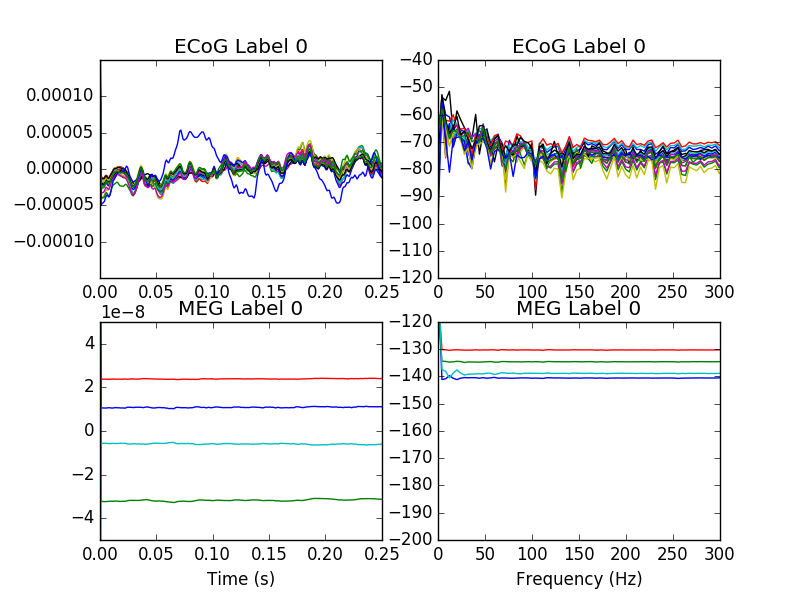 ECoG Label 0
0.00010
0.00005
0.00000
−0.00005
−0.00010
0.00 0.05 0.10 0.15 0.20 0.25
ECoG Label 0
−40
−50
−60
−70
−80
−90
−100
−110
−120
0 50 100 150 200 250 300
MEG Label 0
1e−8
4
2
0
−2
−4
0.00 0.05 0.10 0.15 0.20 0.25
Time (s)
MEG Label 0
−120
−130
−140
−150
−160
−170
−180
−190
−200
0 50 100 150 200 250 300
Frequency (Hz)